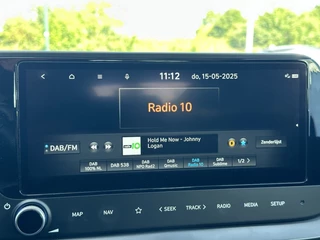 11:12 do, 15-05-2025
Radio 10
DAB/FM
10
Hold Me Now - Johnny
Logan
Zenderlijst
DAB
100% NL
DAB 538
DAB
NPO Rad2
DAB
Qmusic
DAB
Radio 10
DAB
Sublime
1/2 >
MAP NAV < SEEK TRACK > RADIO MEDIA SETUP